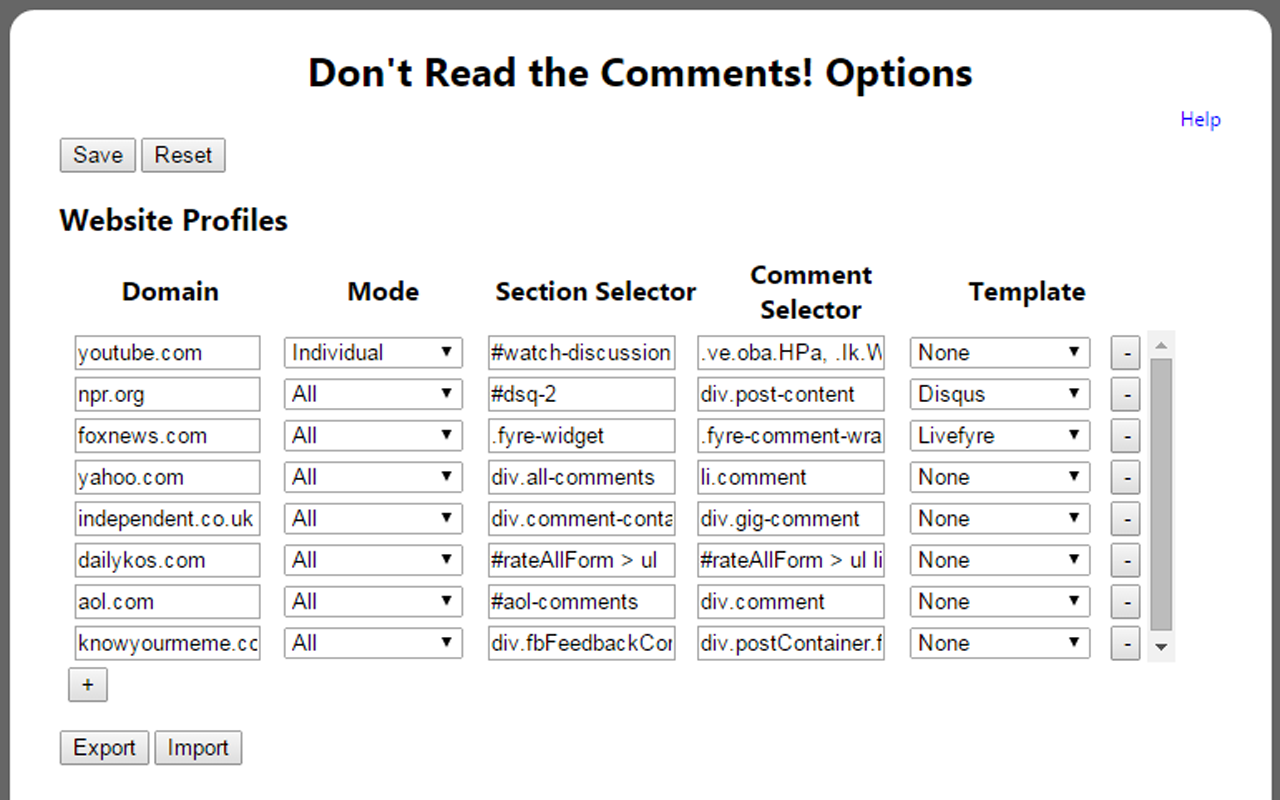 Don't Read the Comments! Options
Help
Save Reset
Website Profiles
Domain Mode Section Selector Comment Selector Template
youtube.com Individual #watch-discussion .ve.oba.HPa, .Ik.W None -
npr.org All #dsq-2 div.post-content Disqus -
foxnews.com All .fyre-widget .fyre-comment-wra Livefyre -
yahoo.com All div.all-comments li.comment None -
independent.co.uk All div.comment-conta div.gig-comment None -
dailykos.com All #rateAllForm > ul #rateAllForm > ul li None -
aol.com All #aol-comments div.comment None -
knowyourmeme.cc All div.fbFeedbackCor div.postContainer.f None -
+
Export Import